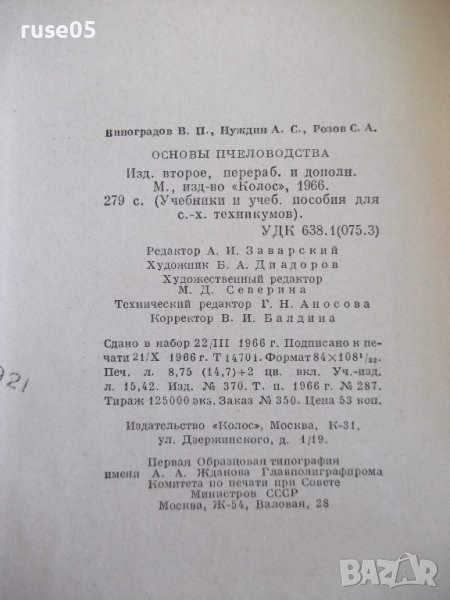 ruse05
Виноградов В. П., Нуждин А. С., Розов С. А.
ОСНОВЫ ПЧЕЛОВОДСТВА
Изд. второе, перераб. и дополн.
М., изд-во «Колос», 1966.
279 с. (Учебники и учеб. пособия для
с.-х. техникумов).
УДК 638.1(075.3)
Редактор А. И. Заварский
Художник Б. А. Диадоров
Художественный редактор
М. Д. Северина
Технический редактор Г. Н. Аносова
Корректор В. И. Балдина
921
Сдано в набор 22/III 1966 г. Подписано к пе-
чати 21/X 1966 г. Т 14701. Формат 84×108¹/₃₂.
Печ. л. 8,75 (14,7)+2 цв. вкл. Уч.-изд.
л. 15,42. Изд. № 370. Т. п. 1966 г. № 287.
Тираж 125000 экз. Заказ № 350. Цена 53 коп.
Издательство «Колос», Москва, К-31,
ул. Дзержинского, д. 1/19.
Первая Образцовая типография
имени А. А. Жданова Главполиграфпрома
Комитета по печати при Совете
Министров СССР
Москва, Ж-54, Валовая, 28
BAZAR